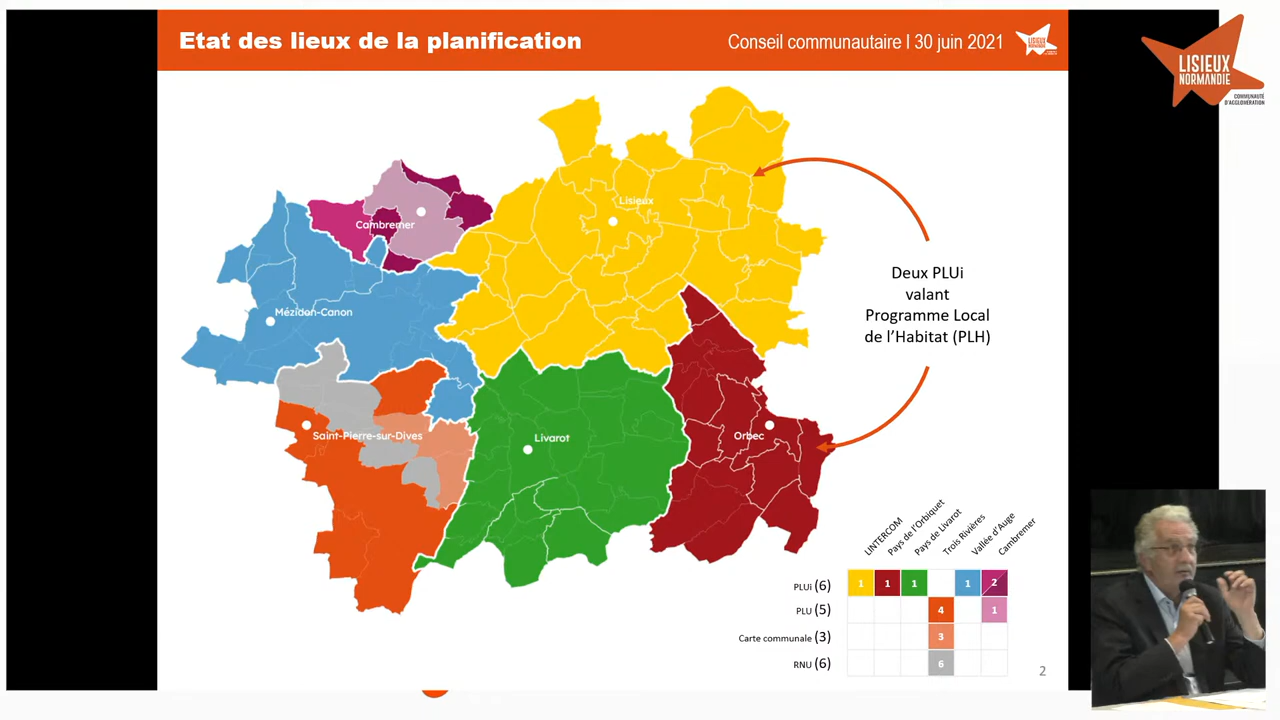 Etat des lieux de la planification
Conseil communautaire I 30 juin 2021
LISIEUX
NORMANDIE
COMMUNAUTÉ
D'AGGLOMÉRATION
Lisieux
Cambremer
Mézidon-Canon
Saint-Pierre-sur-Dives
Livarot
Orbec
Deux PLUi
valant
Programme Local
de l'Habitat (PLH)
LINTERCOM
Pays de l'Orbiquet
Pays de Livarot
Trois Rivières
Vallée d'Auge
Cambremer
PLUi (6) 1 1 1 1 2
PLU (5) 4 1
Carte communale (3) 3
RNU (6) 6
2